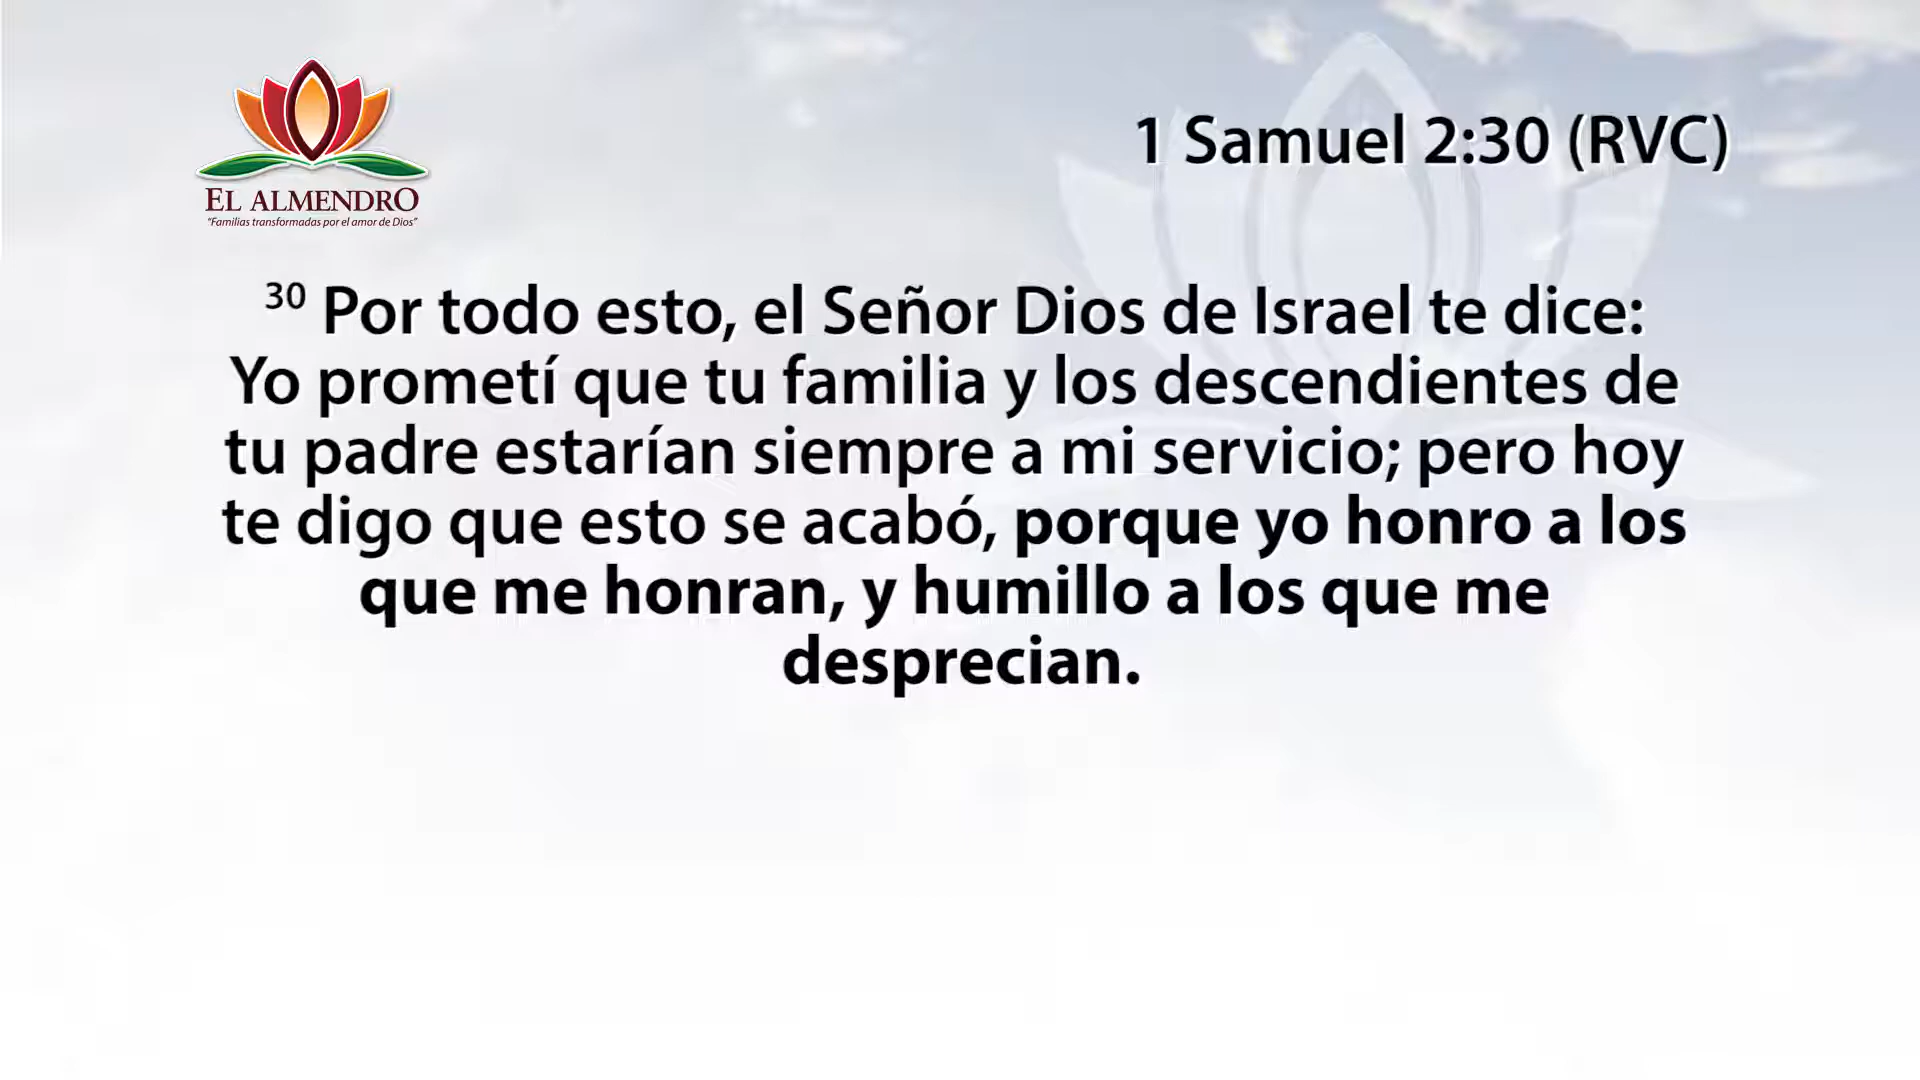 EL ALMENDRO
"Familias transformadas por el amor de Dios"
1 Samuel 2:30 (RVC)
30 Por todo esto, el Señor Dios de Israel te dice:
Yo prometí que tu familia y los descendientes de
tu padre estarían siempre a mi servicio; pero hoy
te digo que esto se acabó, porque yo honro a los
que me honran, y humillo a los que me
desprecian.